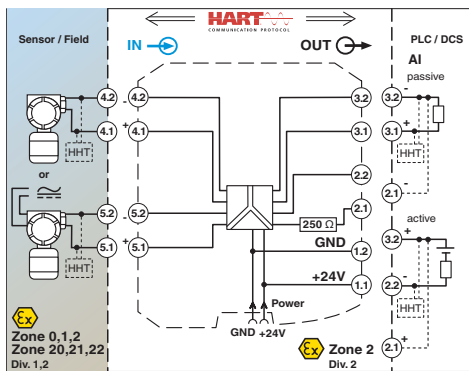 HART
COMMUNICATION PROTOCOL
Sensor / Field
IN
OUT
PLC / DCS
AI
passive
4.2
-
4.2
3.2
3.2
-
4.1
+
4.1
3.1
3.1
+
HHT
HHT
or
2.2
2.1
-
5.2
-
5.2
2.1
active
250 Ω
3.2
+
HHT
5.1
+
5.1
GND
1.2
+24V
1.1
2.2
-
HHT
Power
GND +24V
2.1
+
Ex
Zone 0,1,2
Zone 20,21,22
Div. 1,2
Ex
Zone 2
Div. 2